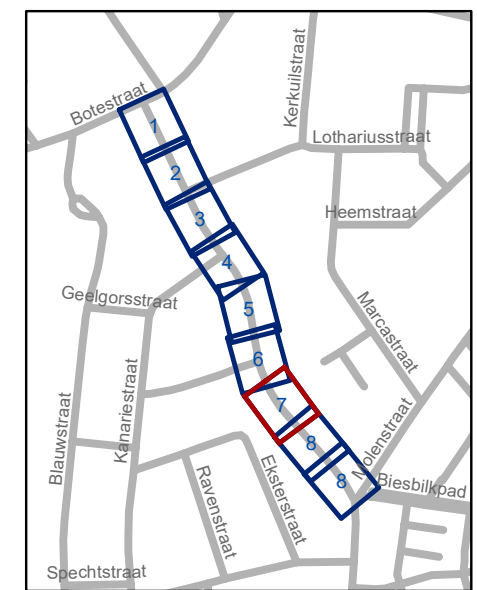 Botestraat
Kerkuilstraat
Lothariusstraat
1
2
3
Heemstraat
4
Geelgorsstraat
5
Marcastraat
6
Kanariestraat
Blauwstraat
7
Molenstraat
8
Ravenstraat
Eksterstraat
8
Biesbilkpad
Spechtstraat